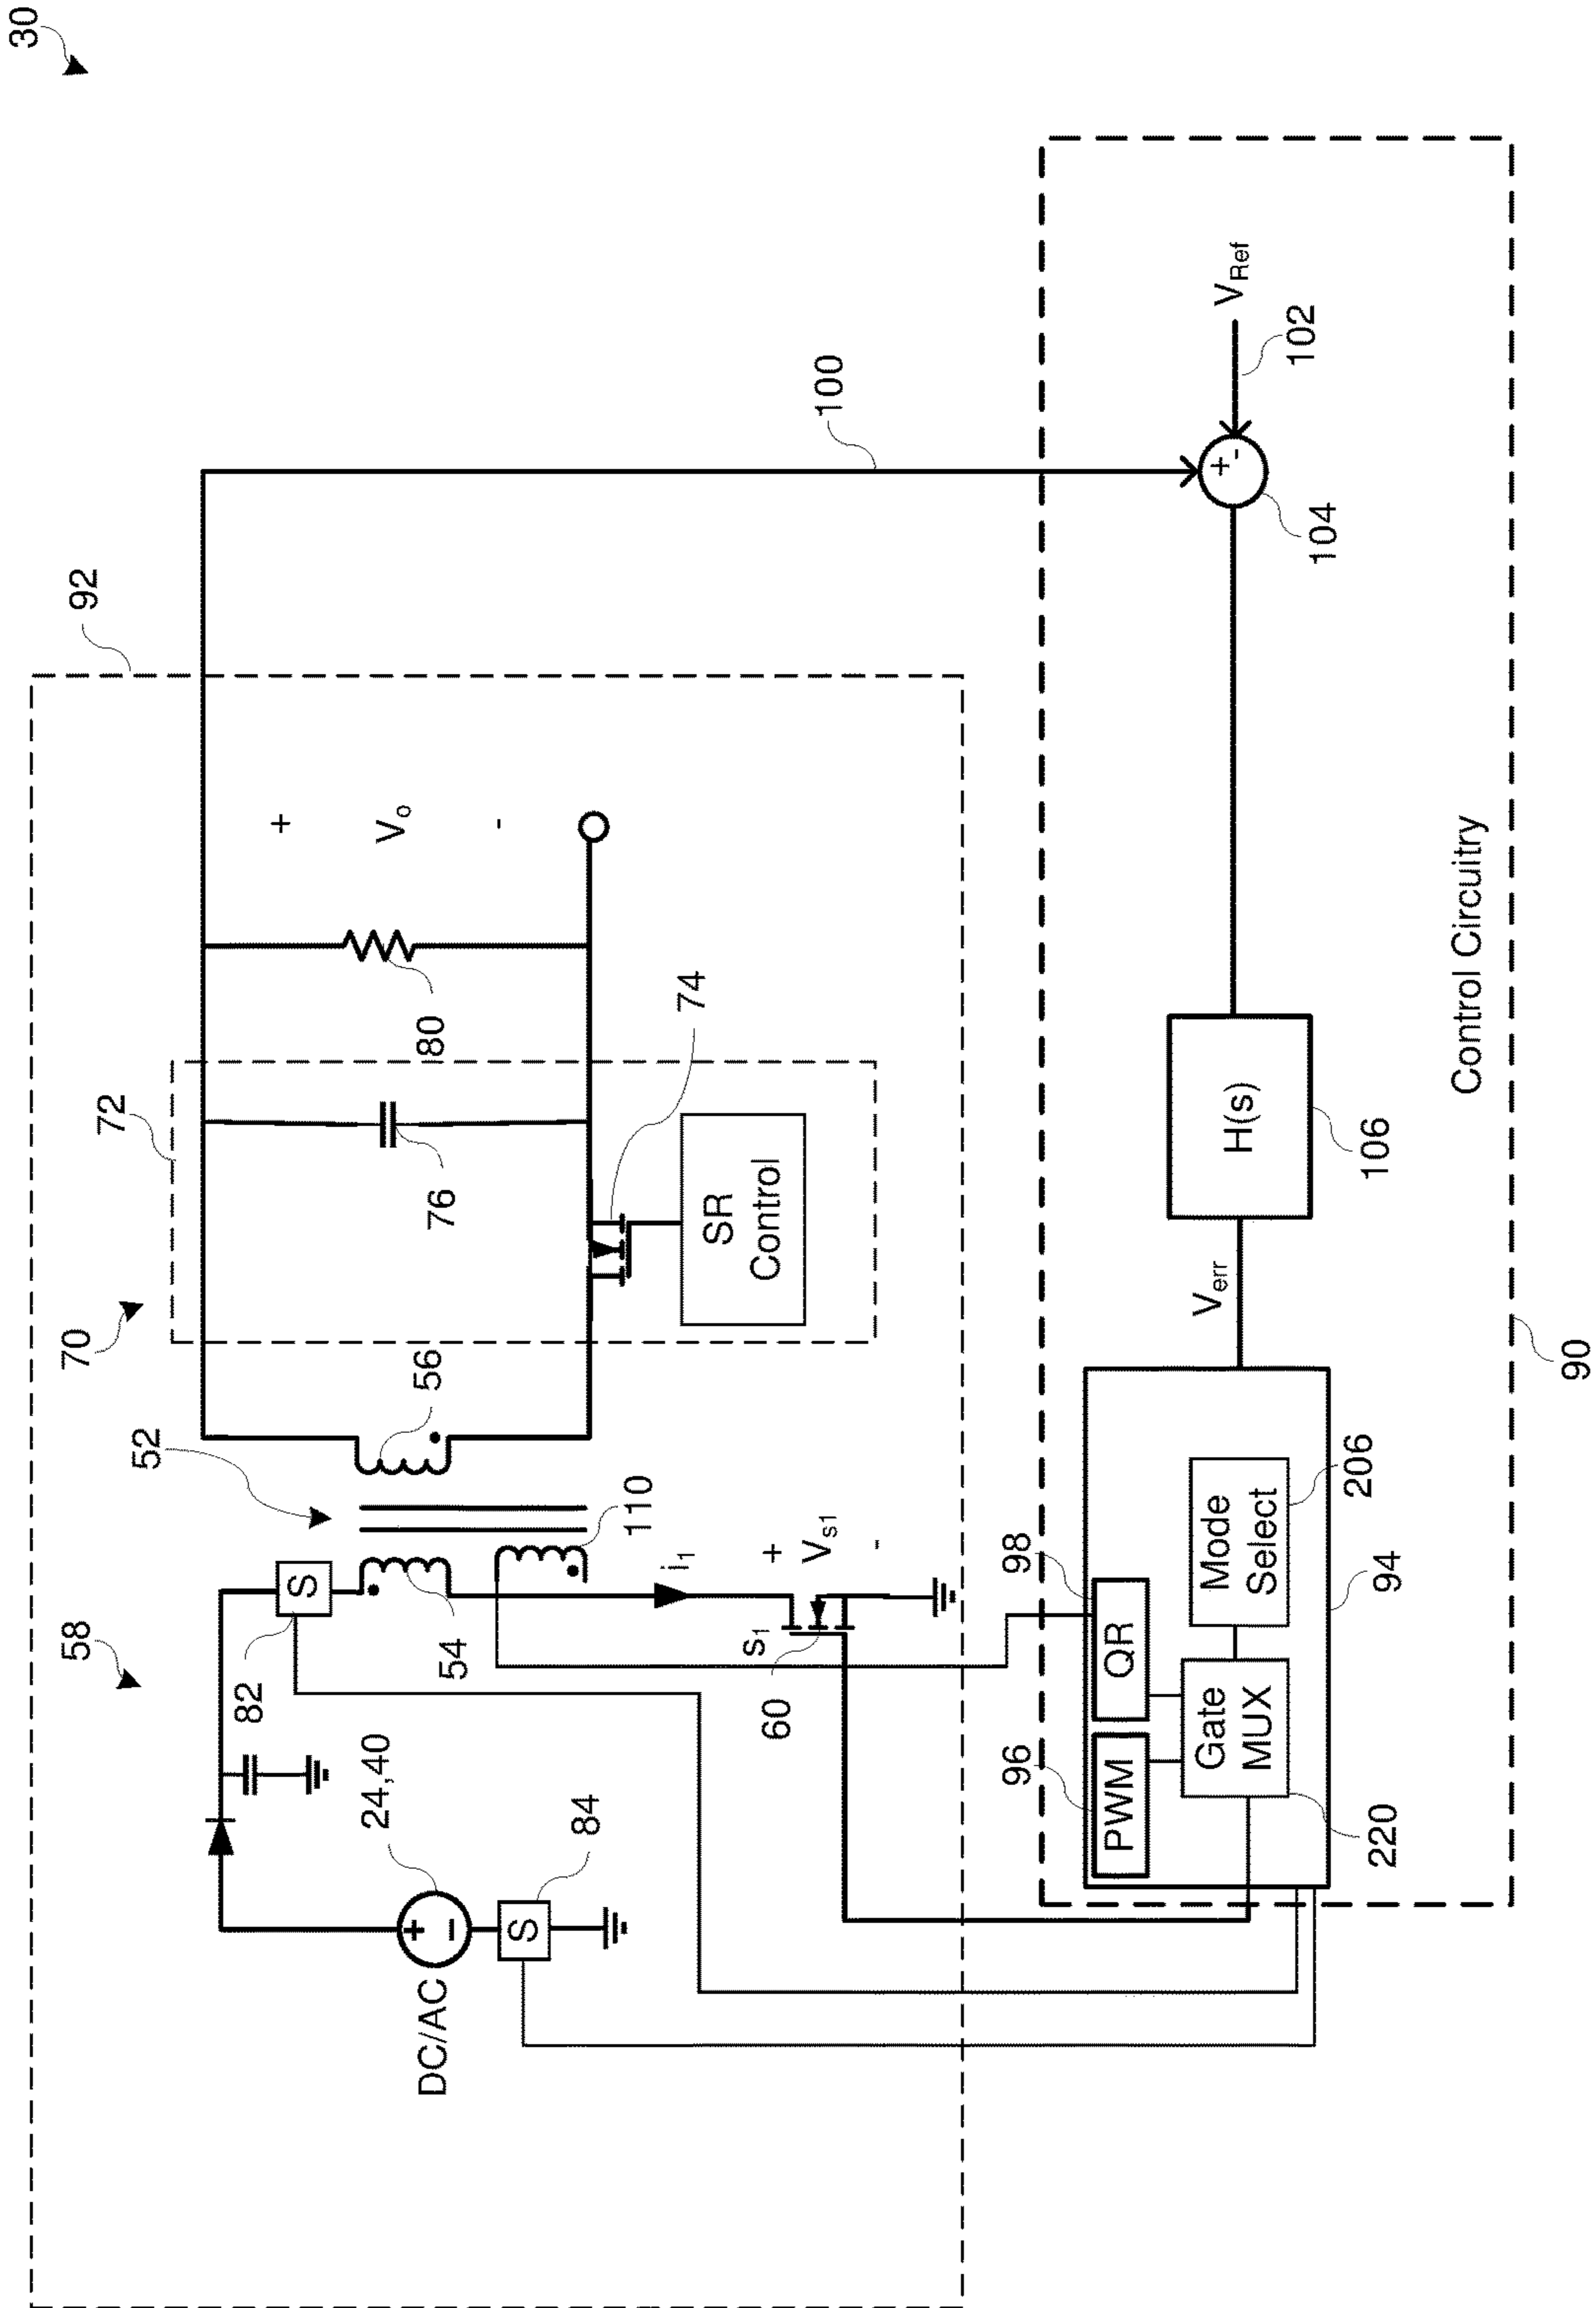 30
92
58
52
70
72
82
56
76
80
+
Vo
-
100
24,40
DC/AC
+
−
S
S
84
54
110
i1
s1
+
Vs1
-
60
SR
Control
74
96
98
PWM
QR
Gate
MUX
Mode
Select
220
206
94
Verr
H(s)
106
+
-
104
VRef
102
Control Circuitry
90